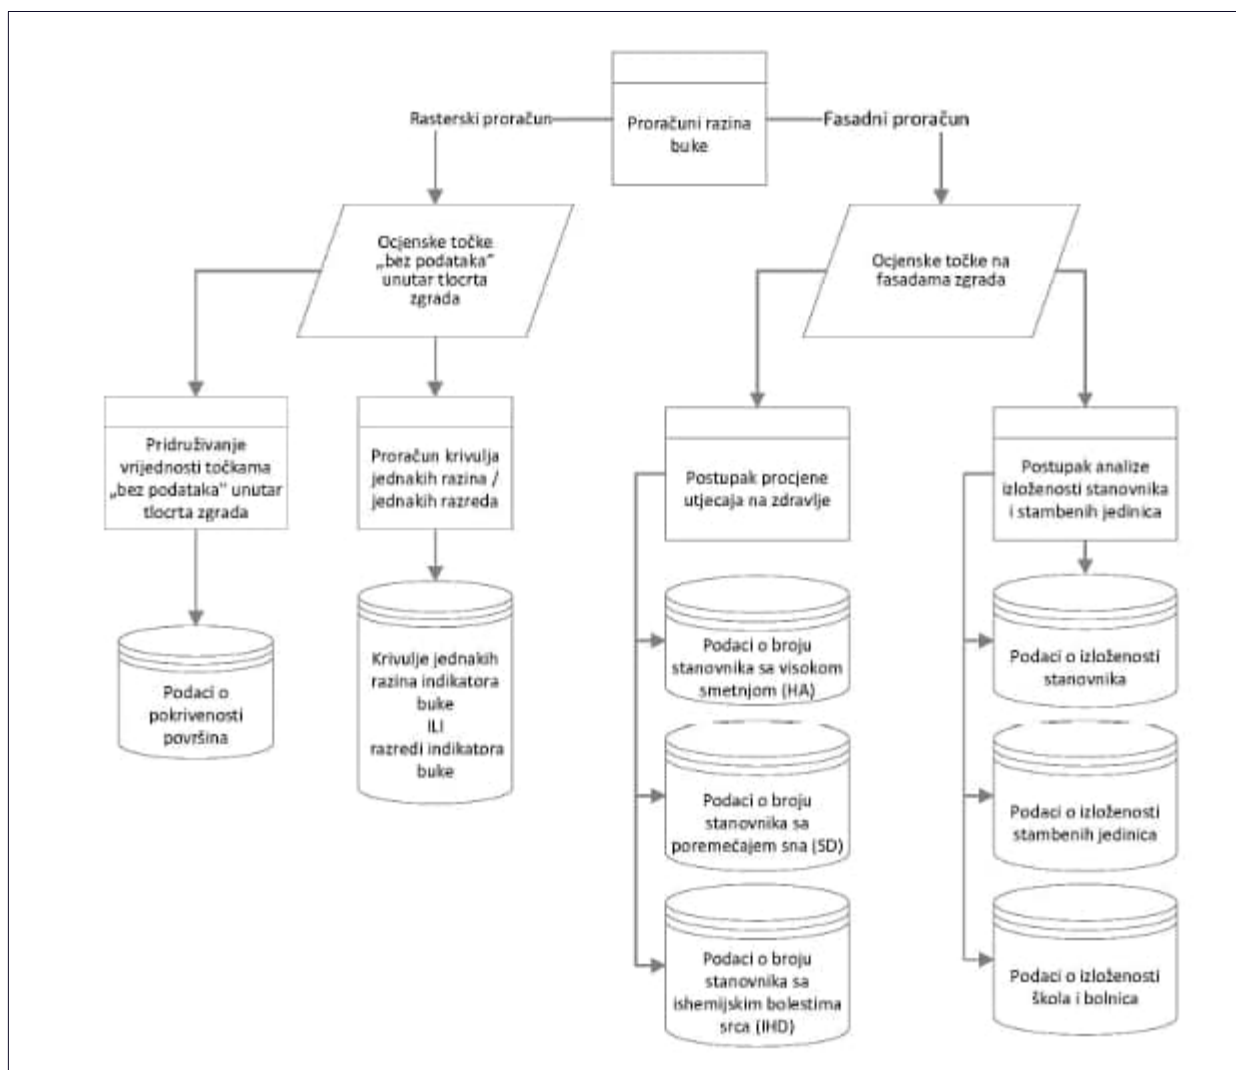 Proračuni razina
buke
Rasterski proračun
Fasadni proračun
Ocjenske točke
„bez podataka”
unutar tlocrta
zgrada
Ocjenske točke na
fasadama zgrada
Pridruživanje
vrijednosti točkama
„bez podataka” unutar
tlocrta zgrada
Proračun krivulja
jednakih razina /
jednakih razreda
Postupak procjene
utjecaja na zdravlje
Postupak analize
izloženosti stanovnika
i stambenih jedinica
Podaci o
pokrivenosti
površina
Krivulje jednakih
razina indikatora
buke
ILI
razredi indikatora
buke
Podaci o broju
stanovnika sa visokom
smetnjom (HA)
Podaci o izloženosti
stanovnika
Podaci o broju
stanovnika sa
poremećajem sna (SD)
Podaci o izloženosti
stambenih jedinica
Podaci o broju
stanovnika sa
ishemijskim bolestima
srca (IHD)
Podaci o izloženosti
škola i bolnica